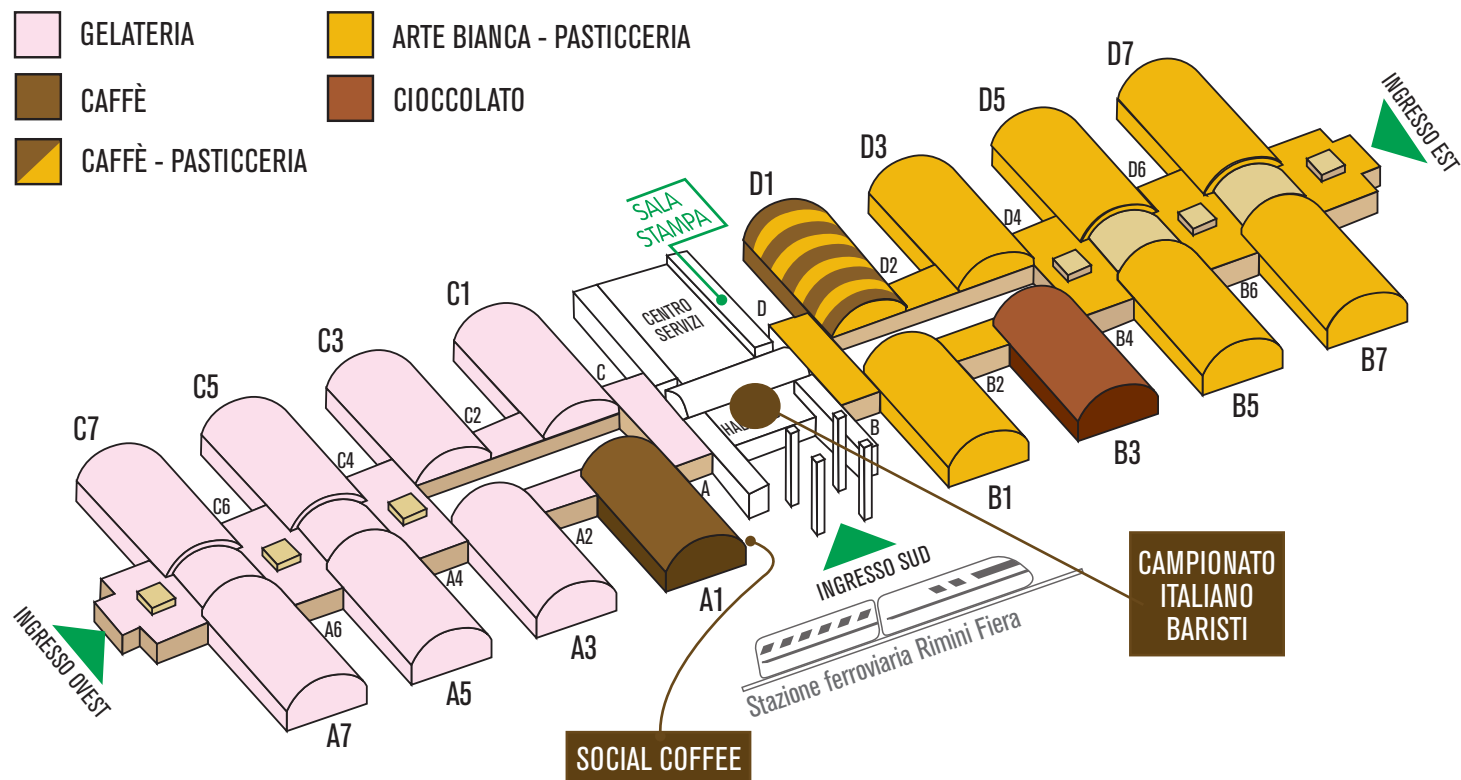 GELATERIA
CAFFÈ
CAFFÈ - PASTICCERIA
ARTE BIANCA - PASTICCERIA
CIOCCOLATO
D7
D5
D3
D1
D6
D4
D2
D
INGRESSO EST
SALA
STAMPA
CENTRO
SERVIZI
C1
C3
C5
C7
C
C2
C4
C6
B6
B4
B2
B
B7
B5
B3
B1
A
A2
A4
A6
A1
A3
A5
A7
INGRESSO OVEST
INGRESSO SUD
Stazione ferroviaria Rimini Fiera
CAMPIONATO
ITALIANO
BARISTI
SOCIAL COFFEE